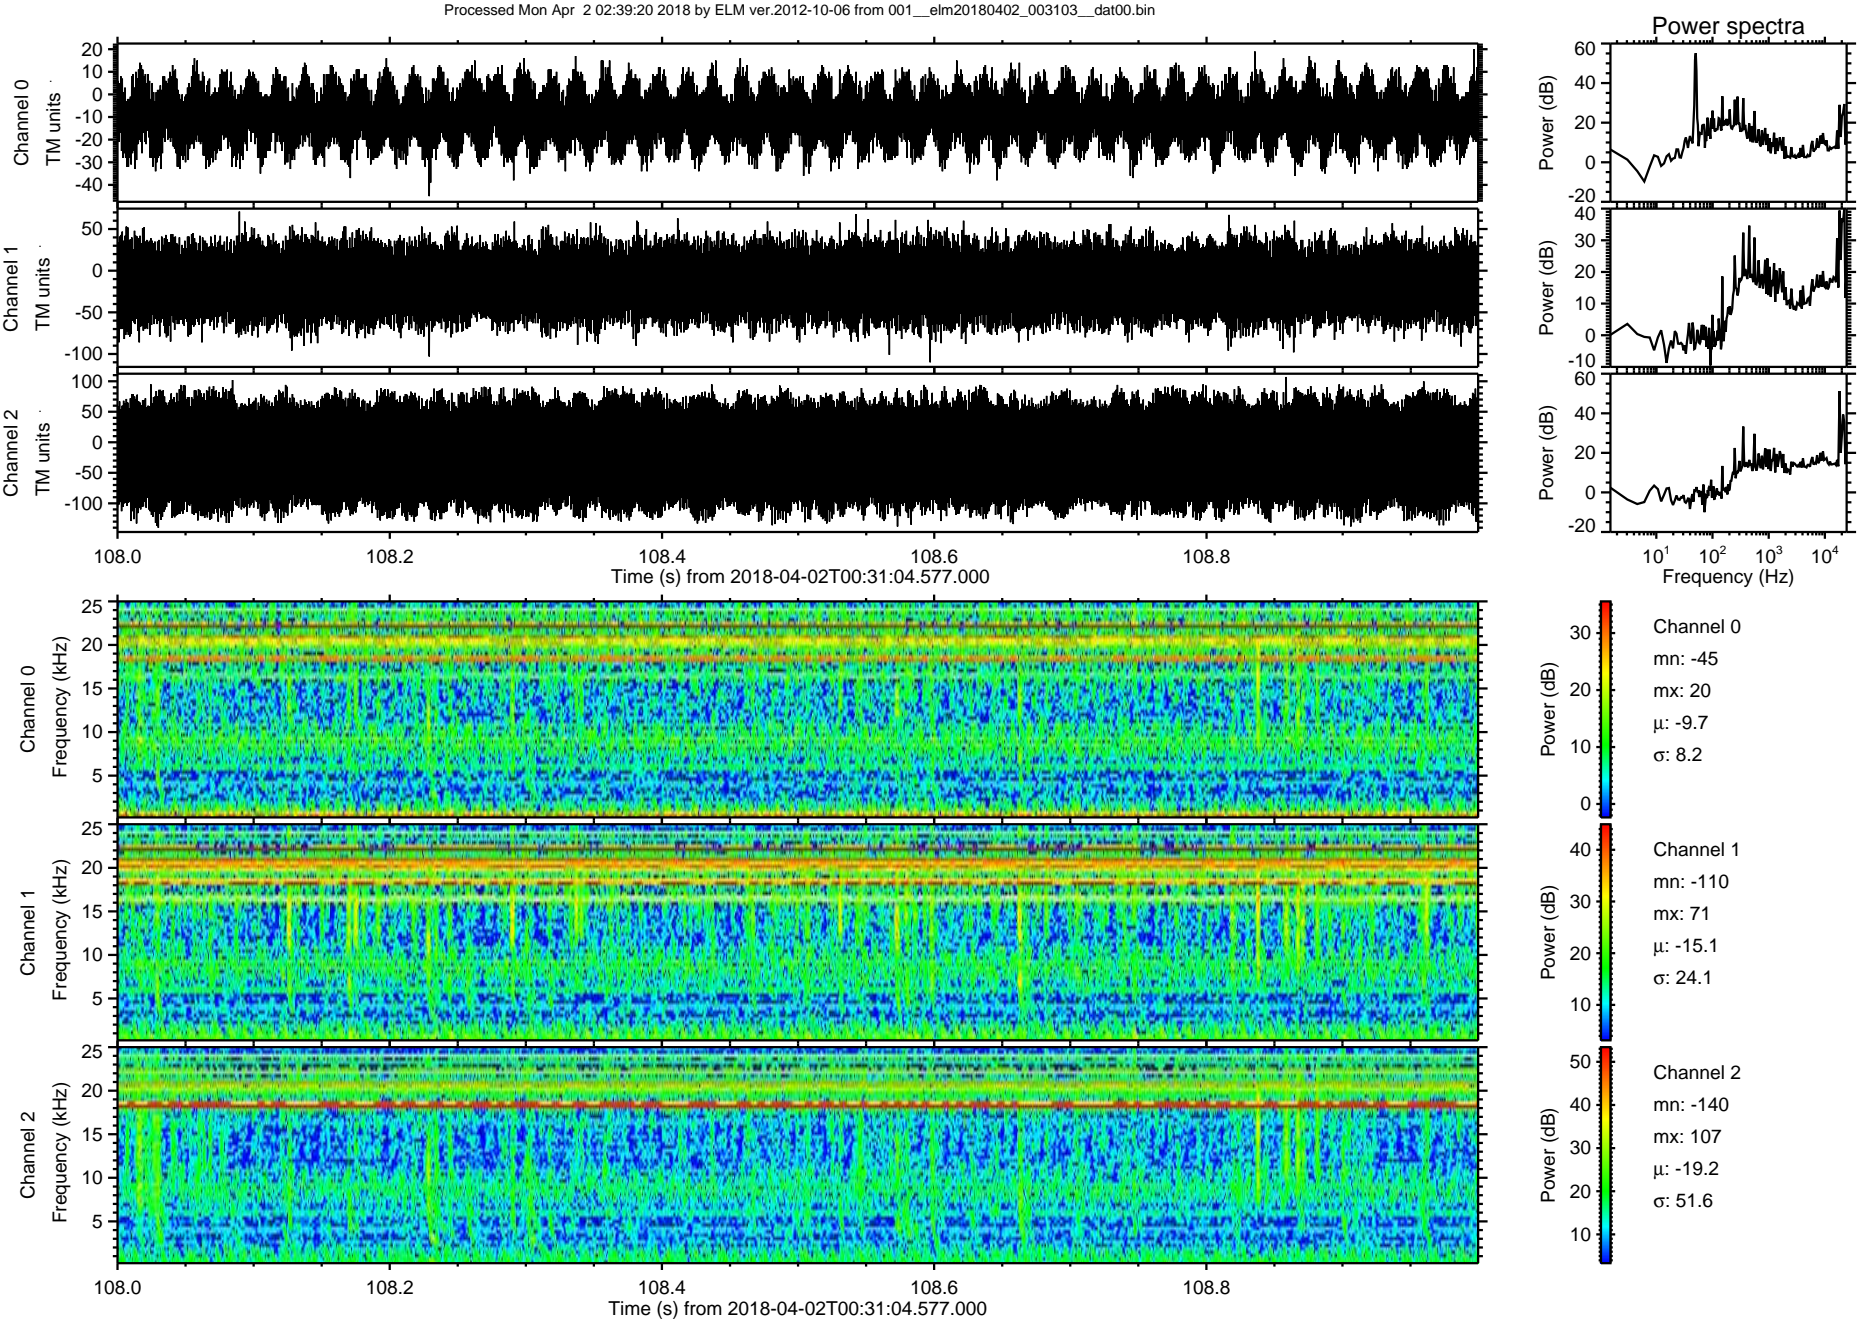 Processed Mon Apr  2 02:39:20 2018 by ELM ver.2012-10-06 from 001__elm20180402_003103__dat00.bin
Power spectra
Channel 0
TM units
20
10
0
-10
-20
-30
-40
Power (dB)
60
40
20
0
-20
Channel 1
TM units
50
0
-50
-100
Power (dB)
40
30
20
10
0
-10
Channel 2
TM units
100
50
0
-50
-100
Power (dB)
60
40
20
0
-20
108.0 108.2 108.4 108.6 108.8
Time (s) from 2018-04-02T00:31:04.577.000
10^1 10^2 10^3 10^4
Frequency (Hz)
Channel 0
Frequency (kHz)
25
20
15
10
5
Power (dB)
30
20
10
0
Channel 0
mn: -45
mx: 20
μ: -9.7
σ: 8.2
Channel 1
Frequency (kHz)
25
20
15
10
5
Power (dB)
40
30
20
10
Channel 1
mn: -110
mx: 71
μ: -15.1
σ: 24.1
Channel 2
Frequency (kHz)
25
20
15
10
5
Power (dB)
50
40
30
20
10
Channel 2
mn: -140
mx: 107
μ: -19.2
σ: 51.6
108.0 108.2 108.4 108.6 108.8
Time (s) from 2018-04-02T00:31:04.577.000